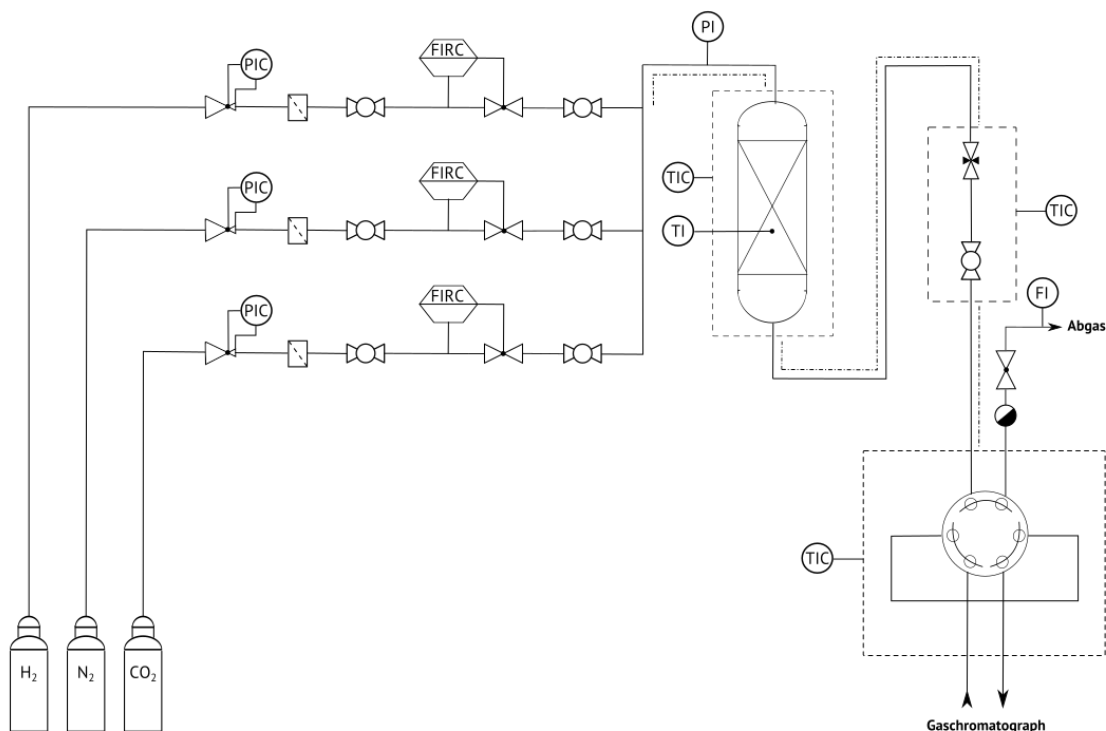 PI
FIRC
PIC
FIRC
PIC
TIC
TIC
TI
FIRC
PIC
FI
Abgas
TIC
H₂
N₂
CO₂
Gaschromatograph